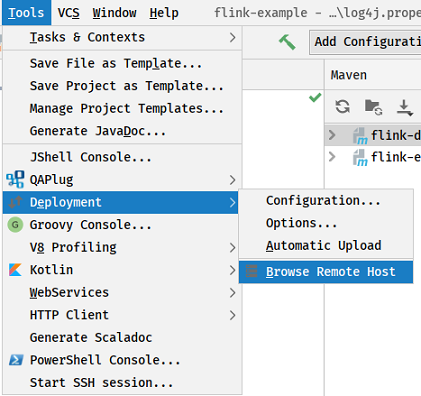 Tools VCS Window Help flink-example – …\log4j.prope
Tasks & Contexts
Add Configurati
Save File as Template...
Save Project as Template...
Manage Project Templates...
Generate JavaDoc...
JShell Console...
QAPlug
Deployment
Groovy Console...
V8 Profiling
Kotlin
WebServices
HTTP Client
Generate Scaladoc
PowerShell Console...
Start SSH session...
Configuration...
Options...
Automatic Upload
Browse Remote Host
Maven
flink-d
flink-e